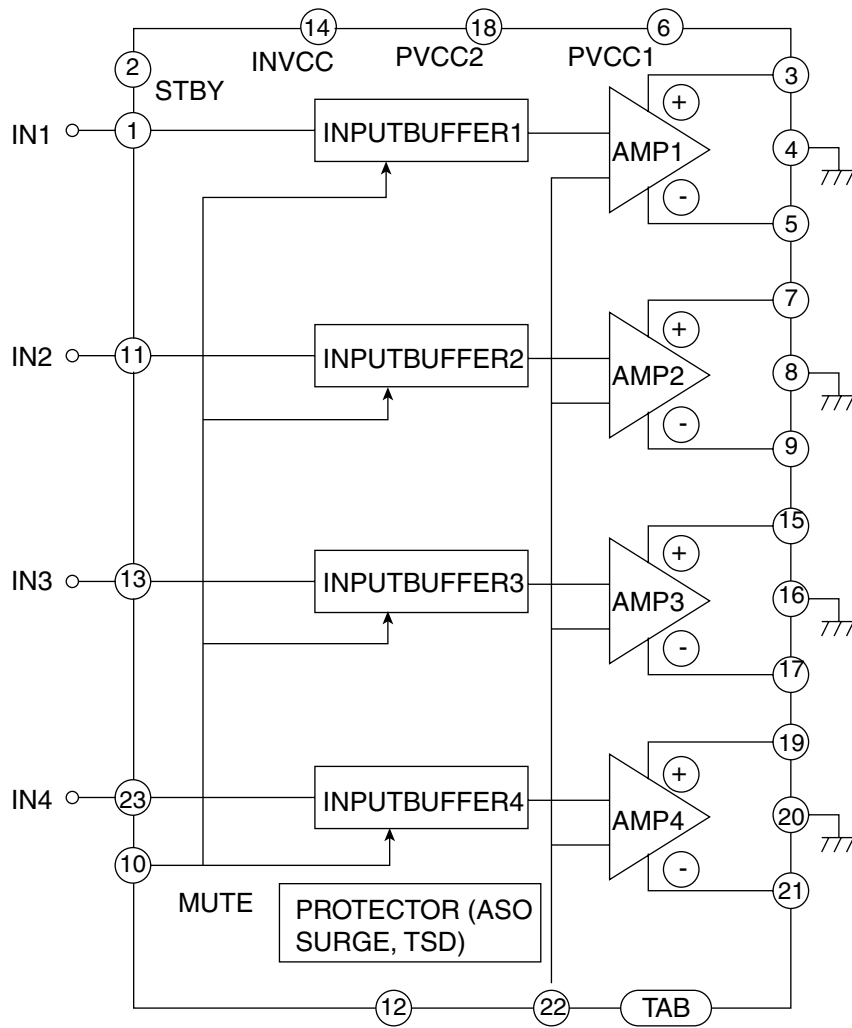 14 18 6
2 INVCC PVCC2 PVCC1
STBY 3
+
IN1 1 INPUTBUFFER1 AMP1 4
-
5
7
+
IN2 11 INPUTBUFFER2 AMP2 8
-
9
15
+
IN3 13 INPUTBUFFER3 AMP3 16
-
17
19
+
IN4 23 INPUTBUFFER4 AMP4 20
-
10 21
MUTE
PROTECTOR (ASO
SURGE, TSD)
12 22 TAB